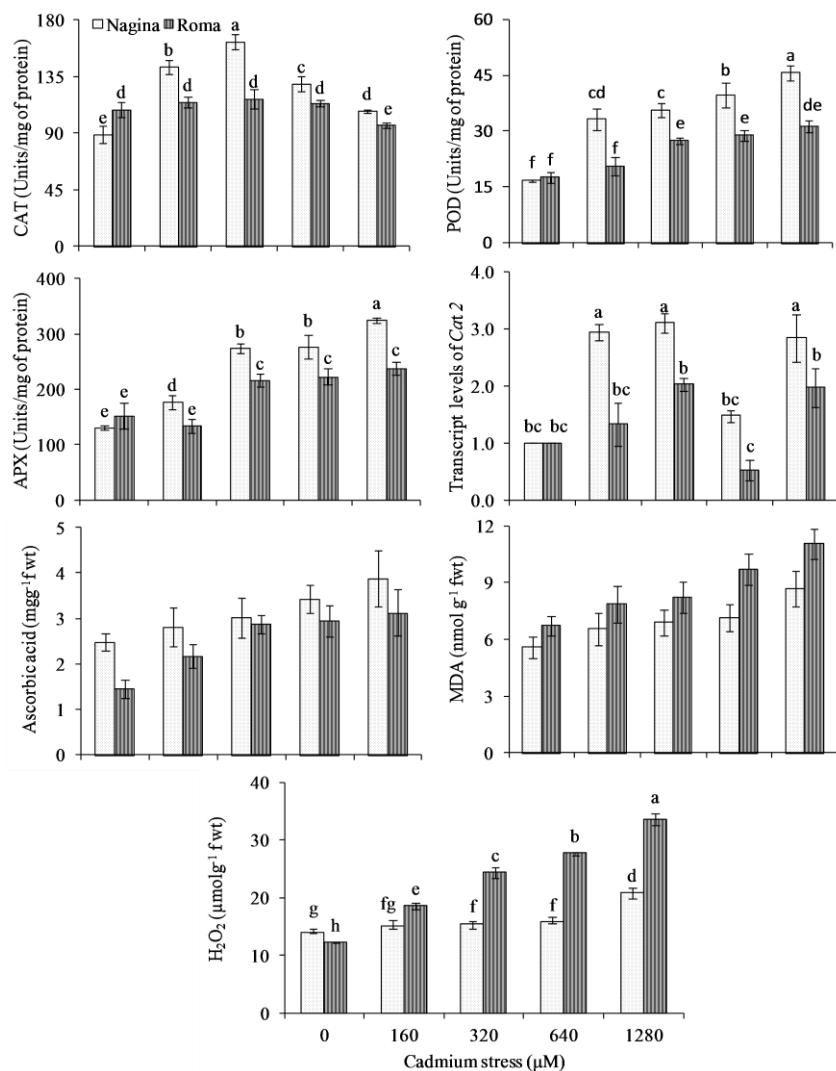 CAT (Units/mg of protein)
180
135
90
45
0
Nagina Roma
e d b d a d c d d e
POD (Units/mg of protein)
60
45
30
15
0
f f cd f c e b e a de
APX (Units/mg of protein)
400
300
200
100
0
e e d e b c b c a c
Transcript levels of Cat 2
4.0
3.0
2.0
1.0
0.0
bc bc a bc a b bc c a b
Ascorbicacid (mgg-1 fwt)
5
4
3
2
1
0
MDA (nmol g-1 fwt)
12
9
6
3
0
H2O2 (µmolg-1 fwt)
40
30
20
10
0
g h fg e f c f b d a
0 160 320 640 1280
Cadmium stress (µM)